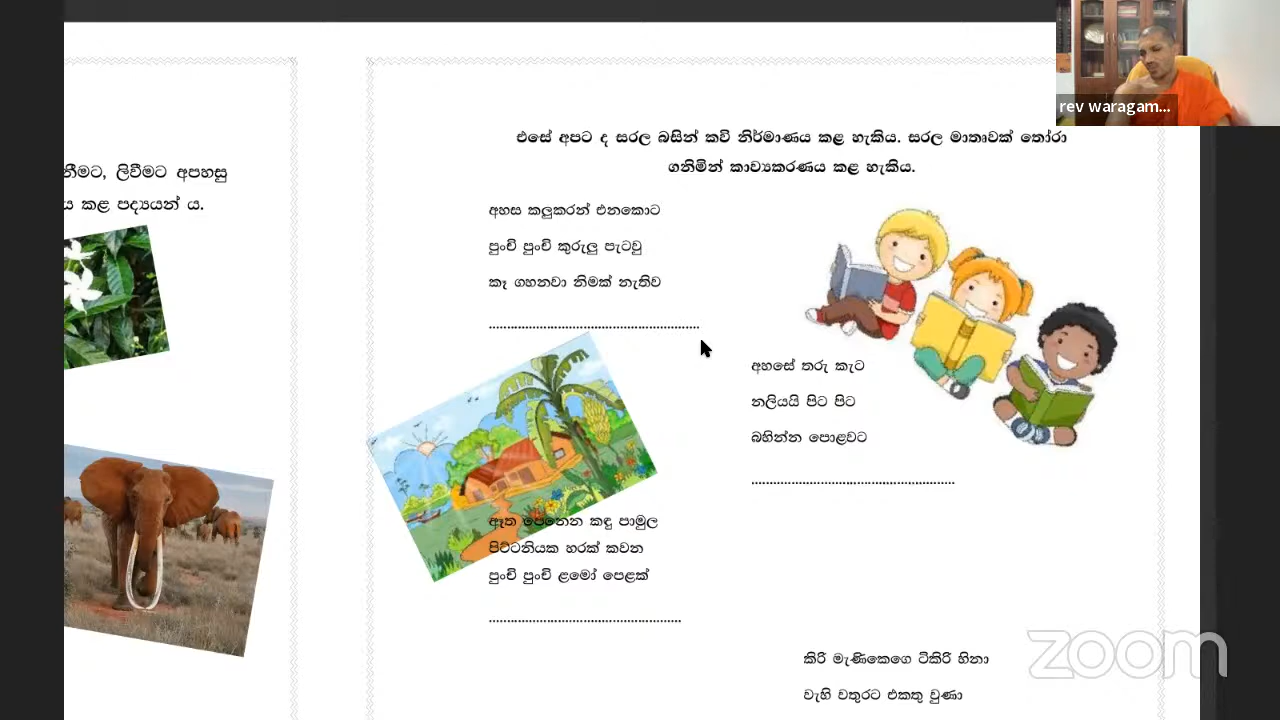 rev waragam...
නීමට, ලිවීමට අපහසු
ය කළ පද්‍යයන් ය.
එසේ අපට ද සරල බසින් කවි නිර්මාණය කළ හැකිය. සරල මාතෘවක් තෝරා
ගනිමින් කාව්‍යකරණය කළ හැකිය.
අහස කලුකරන් එනකොට
පුංචි පුංචි කුරුලු පැටවු
කෑ ගහනවා නිමක් නැතිව
..........................................................
අහසේ තරු කැට
නලියයි පිට පිට
බහින්න පොළවට
........................................................
ඈත පෙනෙන කඳු පාමුල
පිට්ටනියක හරක් කවන
පුංචි පුංචි ළමෝ පෙළක්
.....................................................
කිරි මැණිකෙගෙ ටිකිරි හිනා
වැහි වතුරට එකතු වුණා
zoom